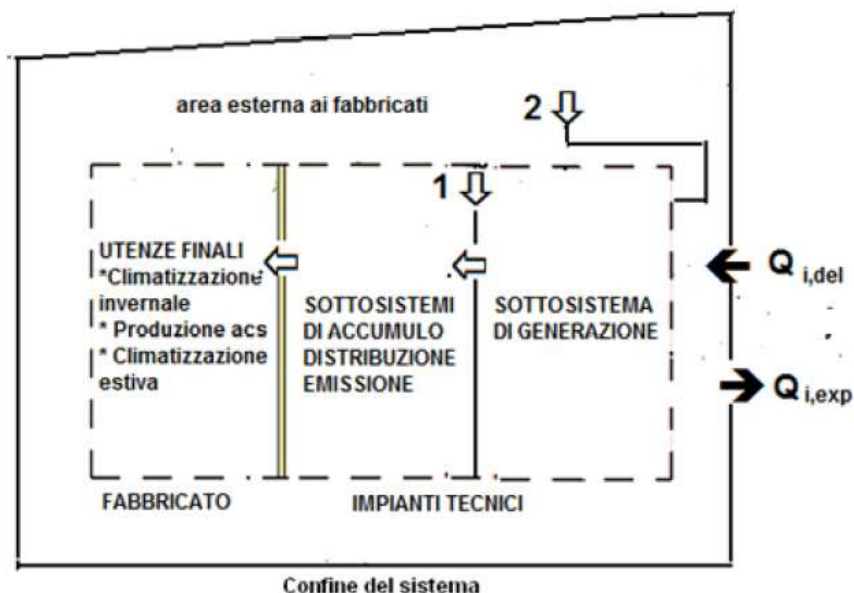 area esterna ai fabbricati
2
1
UTENZE FINALI
*Climatizzazione
invernale
* Produzione acs
* Climatizzazione
estiva
SOTTOSISTEMI
DI ACCUMULO
DISTRIBUZIONE
EMISSIONE
SOTTOSISTEMA
DI GENERAZIONE
Q i,del
Q i,exp
FABBRICATO
IMPIANTI TECNICI
Confine del sistema